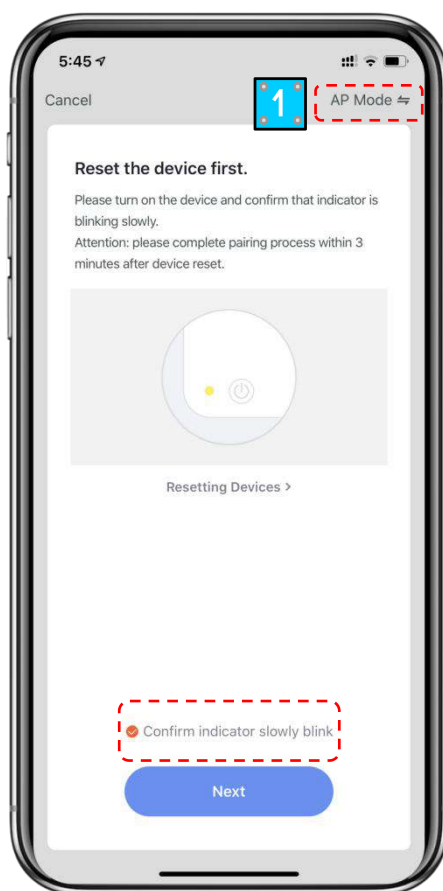 5:45
Cancel
1
AP Mode
Reset the device first.
Please turn on the device and confirm that indicator is
blinking slowly.
Attention: please complete pairing process within 3
minutes after device reset.
Resetting Devices >
Confirm indicator slowly blink
Next